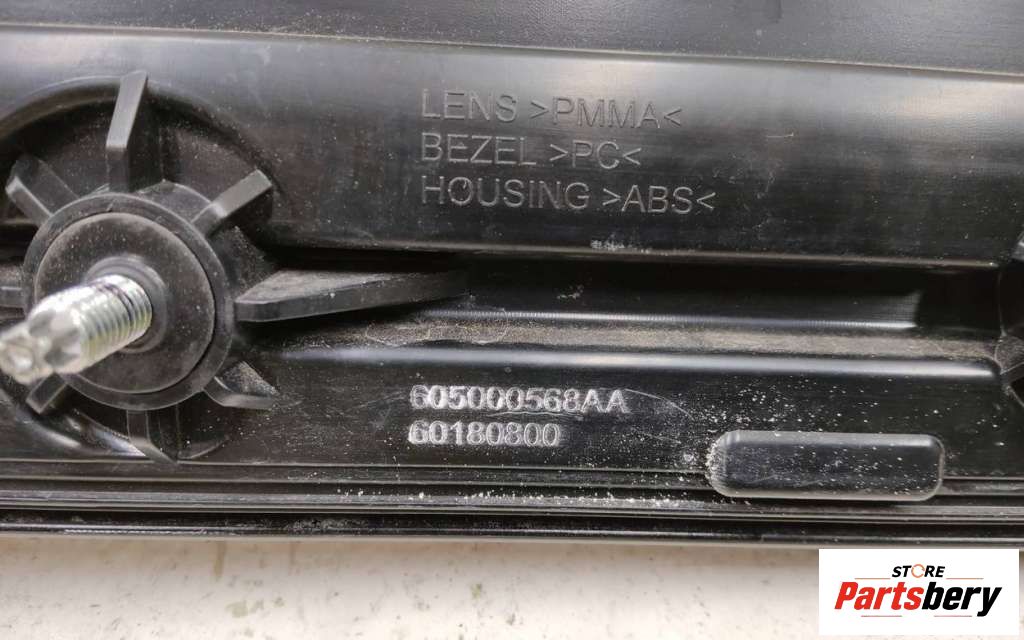 LENS >PMMA<
BEZEL >PC<
HOUSING >ABS<
605000568AA
60180800
STORE
Partsbery